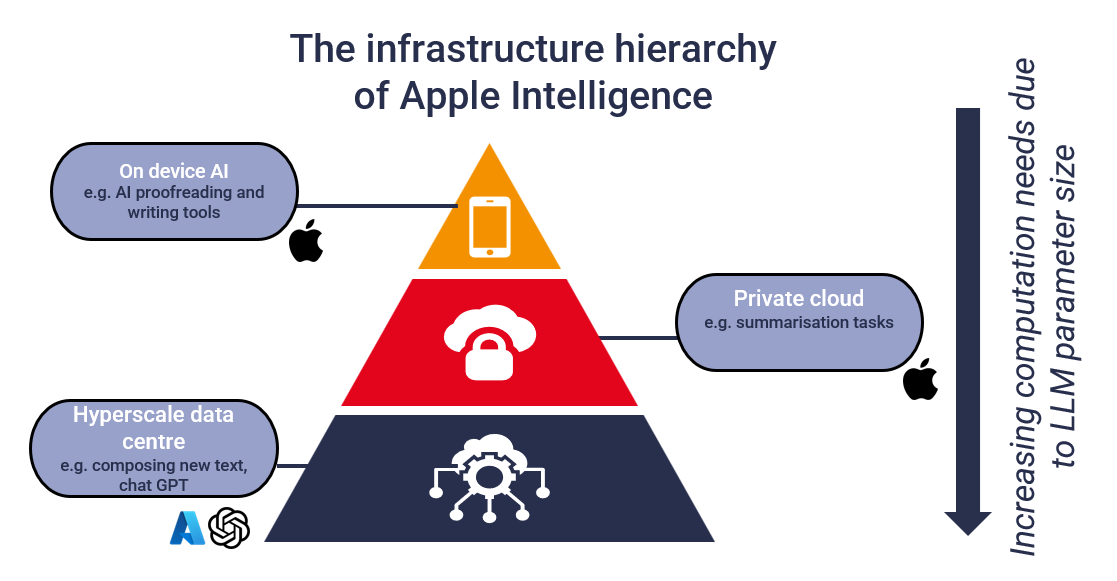 The infrastructure hierarchy
of Apple Intelligence
On device AI
e.g. AI proofreading and
writing tools
Private cloud
e.g. summarisation tasks
Hyperscale data
centre
e.g. composing new text,
chat GPT
Increasing computation needs due
to LLM parameter size